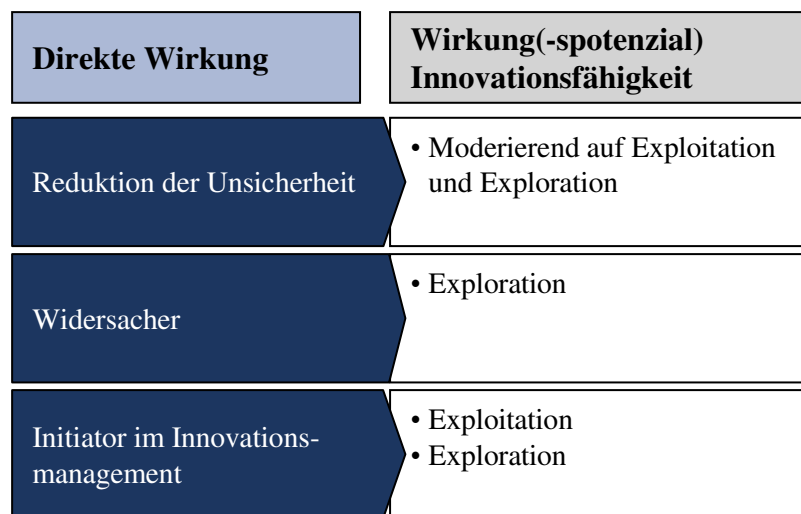 Direkte Wirkung
Wirkung(-spotenzial)
Innovationsfähigkeit
Reduktion der Unsicherheit
• Moderierend auf Exploitation
und Exploration
Widersacher
• Exploration
Initiator im Innovations-
management
• Exploitation
• Exploration